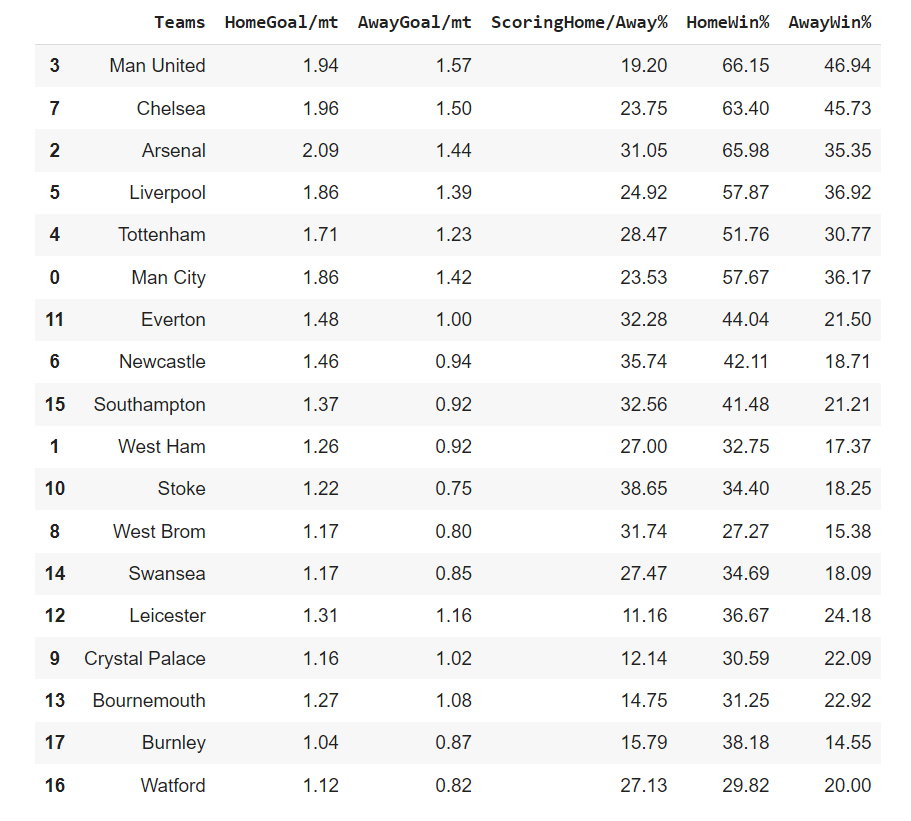 Teams HomeGoal/mt AwayGoal/mt ScoringHome/Away% HomeWin% AwayWin%
3 Man United 1.94 1.57 19.20 66.15 46.94
7 Chelsea 1.96 1.50 23.75 63.40 45.73
2 Arsenal 2.09 1.44 31.05 65.98 35.35
5 Liverpool 1.86 1.39 24.92 57.87 36.92
4 Tottenham 1.71 1.23 28.47 51.76 30.77
0 Man City 1.86 1.42 23.53 57.67 36.17
11 Everton 1.48 1.00 32.28 44.04 21.50
6 Newcastle 1.46 0.94 35.74 42.11 18.71
15 Southampton 1.37 0.92 32.56 41.48 21.21
1 West Ham 1.26 0.92 27.00 32.75 17.37
10 Stoke 1.22 0.75 38.65 34.40 18.25
8 West Brom 1.17 0.80 31.74 27.27 15.38
14 Swansea 1.17 0.85 27.47 34.69 18.09
12 Leicester 1.31 1.16 11.16 36.67 24.18
9 Crystal Palace 1.16 1.02 12.14 30.59 22.09
13 Bournemouth 1.27 1.08 14.75 31.25 22.92
17 Burnley 1.04 0.87 15.79 38.18 14.55
16 Watford 1.12 0.82 27.13 29.82 20.00